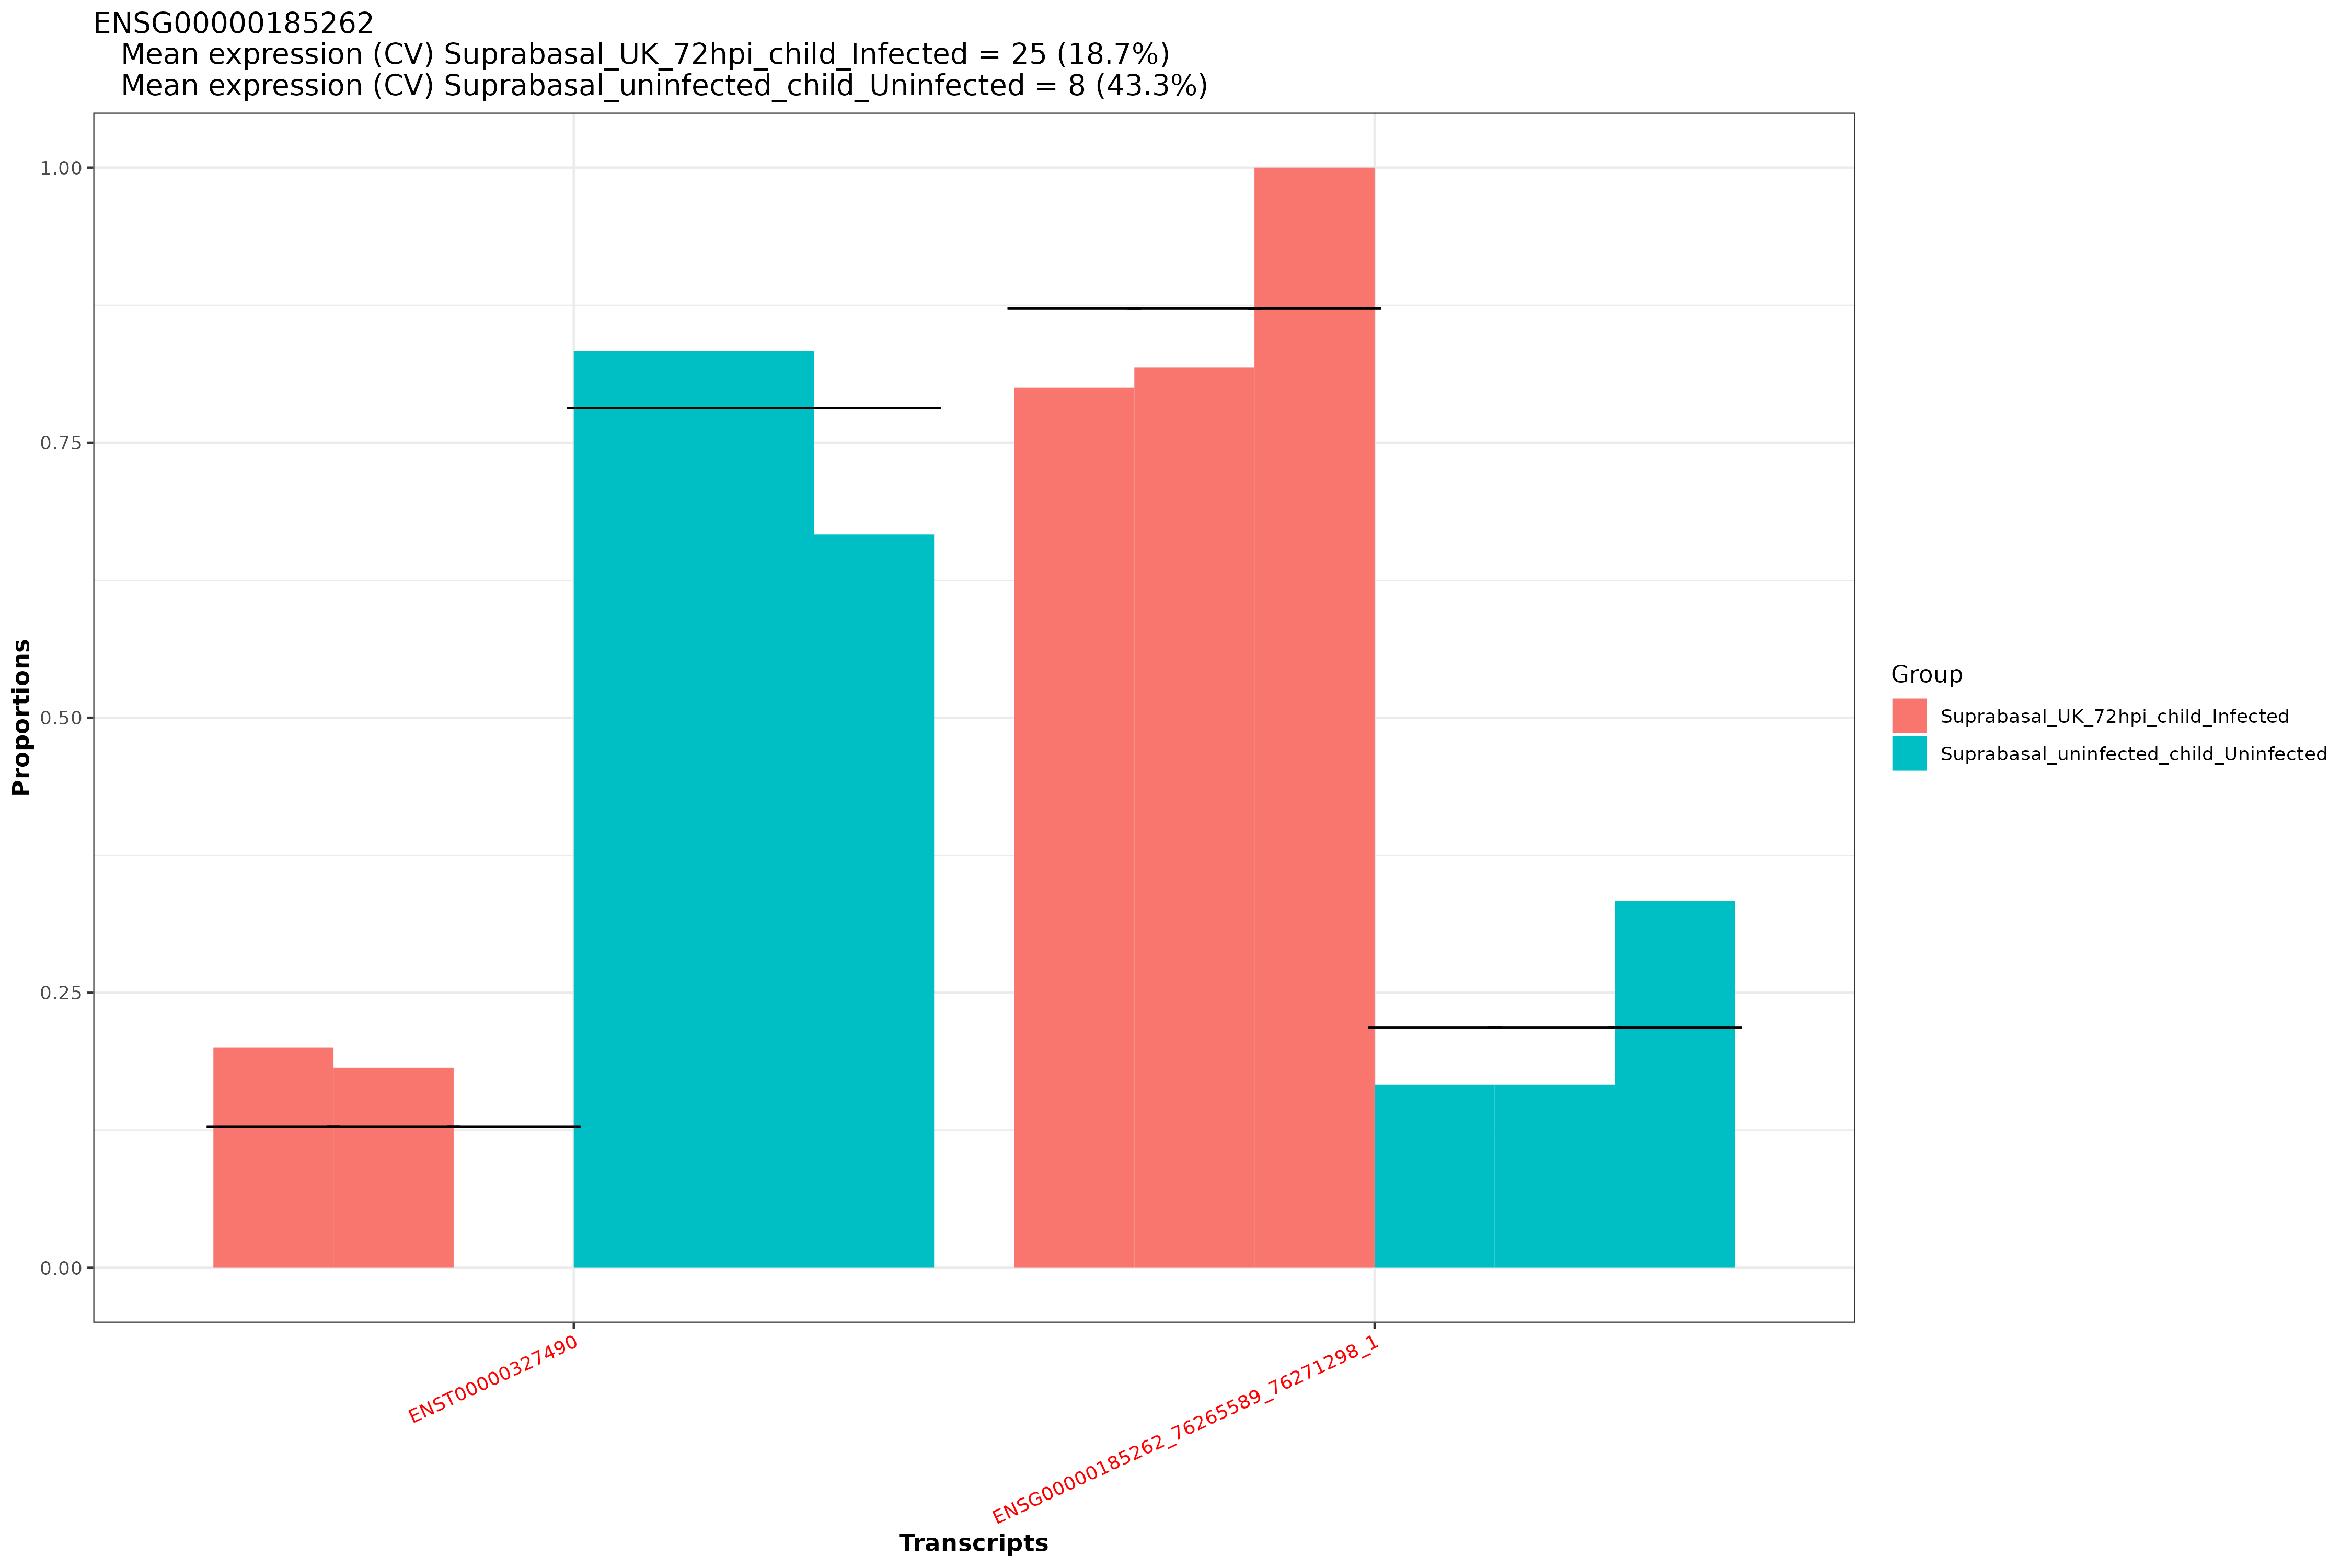 ENSG00000185262
Mean expression (CV) Suprabasal_UK_72hpi_child_Infected = 25 (18.7%)
Mean expression (CV) Suprabasal_uninfected_child_Uninfected = 8 (43.3%)
1.00
0.75
0.50
0.25
0.00
Proportions
ENST00000327490
ENSG00000185262_76265589_76271298_1
Transcripts
Group
Suprabasal_UK_72hpi_child_Infected
Suprabasal_uninfected_child_Uninfected